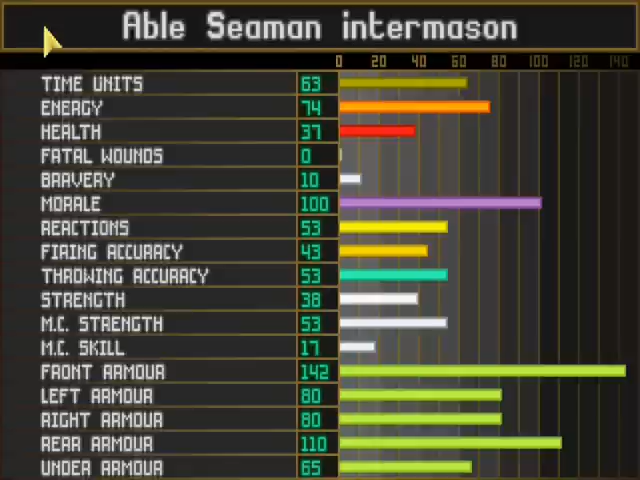 Able Seaman intermason
0 20 40 60 80 100 120 140
TIME UNITS 63
ENERGY 74
HEALTH 37
FATAL WOUNDS 0
BRAVERY 10
MORALE 100
REACTIONS 53
FIRING ACCURACY 43
THROWING ACCURACY 53
STRENGTH 38
M.C. STRENGTH 53
M.C. SKILL 17
FRONT ARMOUR 142
LEFT ARMOUR 80
RIGHT ARMOUR 80
REAR ARMOUR 110
UNDER ARMOUR 65